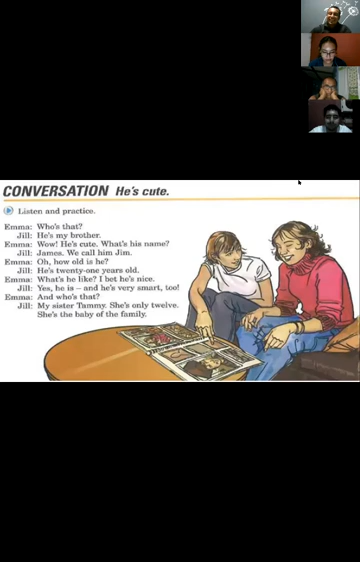 CONVERSATION He's cute.
Listen and practice.
Emma: Who's that?
Jill: He's my brother.
Emma: Wow! He's cute. What's his name?
Jill: James. We call him Jim.
Emma: Oh, how old is he?
Jill: He's twenty-one years old.
Emma: What's he like? I bet he's nice.
Jill: Yes, he is – and he's very smart, too!
Emma: And who's that?
Jill: My sister Tammy. She's only twelve.
She's the baby of the family.